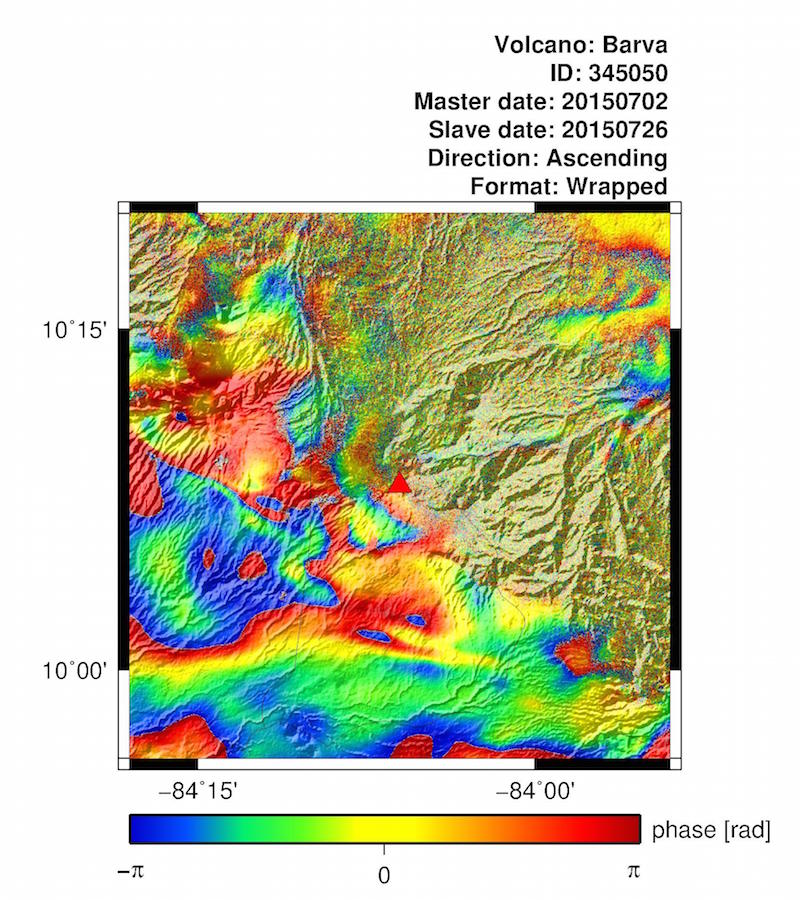 Volcano: Barva
ID: 345050
Master date: 20150702
Slave date: 20150726
Direction: Ascending
Format: Wrapped
10˚15'
10˚00'
−84˚15' −84˚00'
phase [rad]
−π 0 π